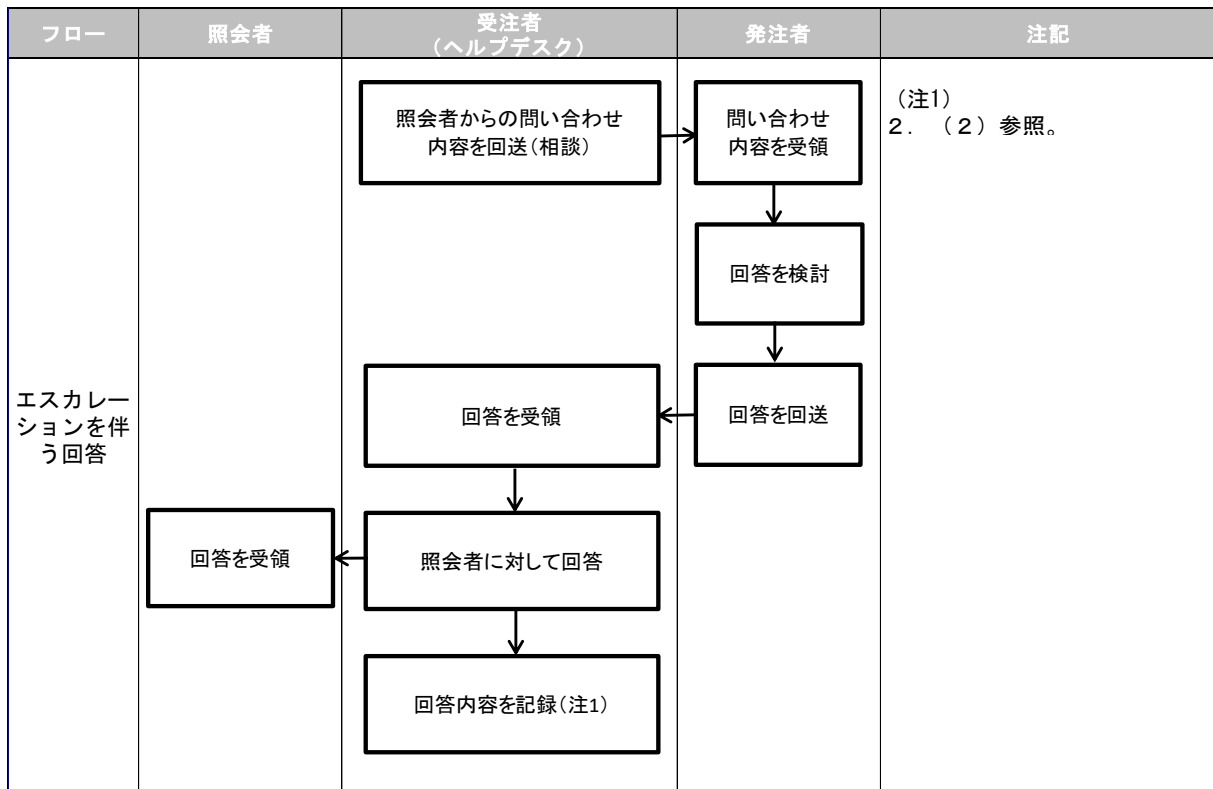 フロー
照会者
受注者
（ヘルプデスク）
発注者
注記
照会者からの問い合わせ
内容を回送（相談）
問い合わせ
内容を受領
（注1）
２．（２）参照。
回答を検討
エスカレー
ションを伴
う回答
回答を受領
回答を回送
回答を受領
照会者に対して回答
回答内容を記録（注1）